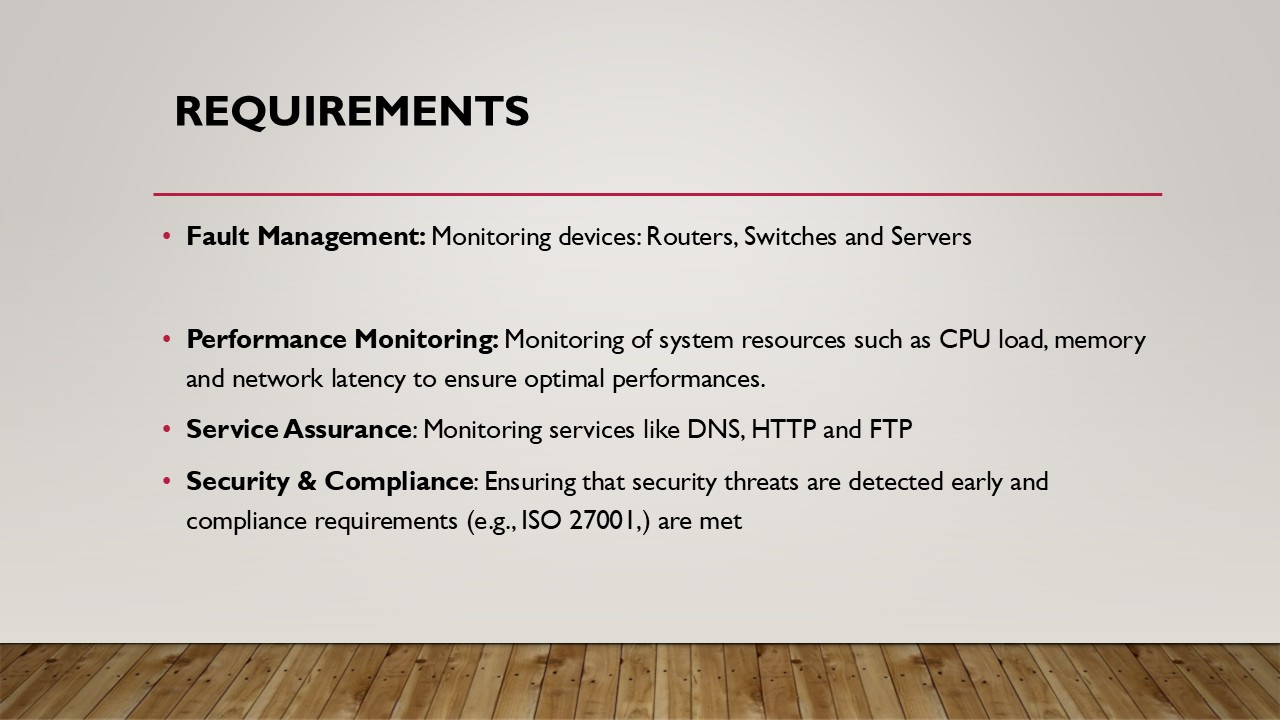 REQUIREMENTS
• Fault Management: Monitoring devices: Routers, Switches and Servers
• Performance Monitoring: Monitoring of system resources such as CPU load, memory
and network latency to ensure optimal performances.
• Service Assurance: Monitoring services like DNS, HTTP and FTP
• Security & Compliance: Ensuring that security threats are detected early and
compliance requirements (e.g., ISO 27001,) are met